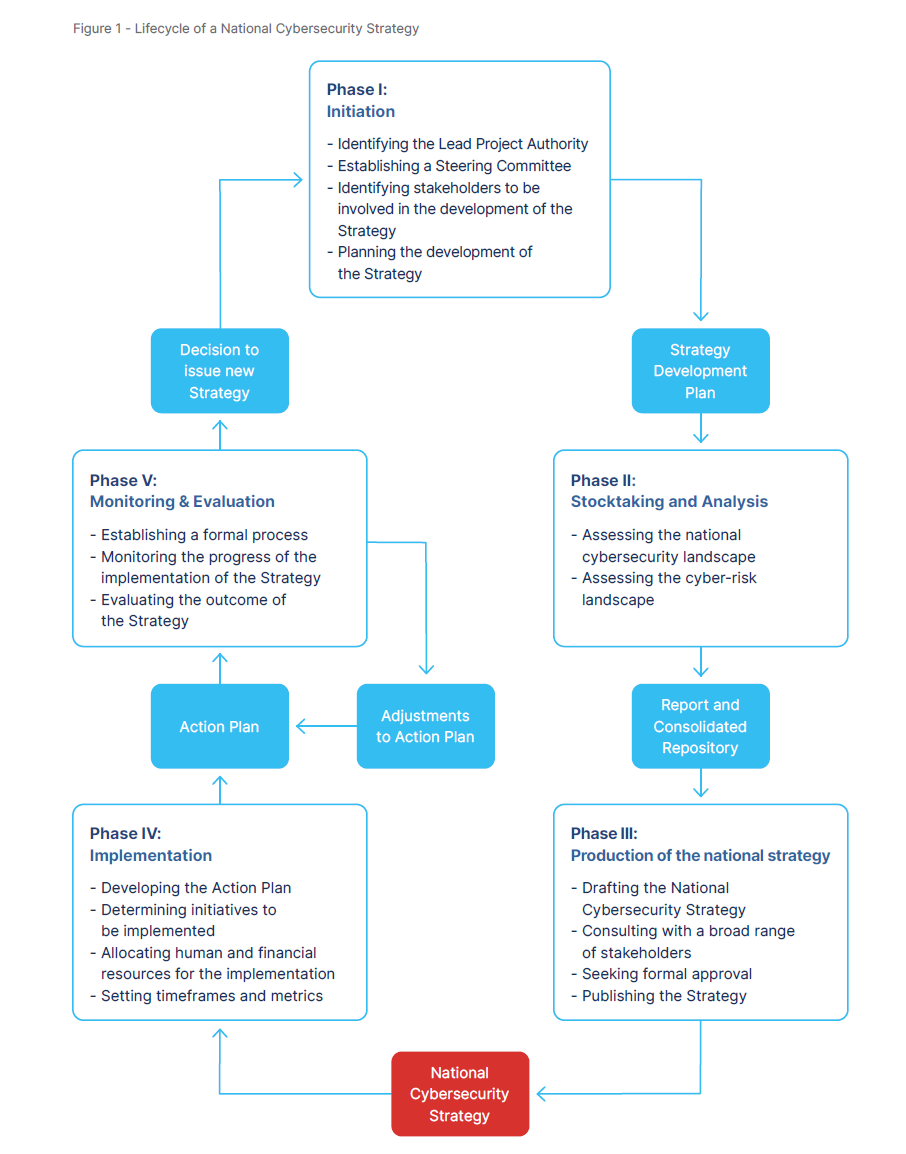 Figure 1 - Lifecycle of a National Cybersecurity Strategy
Phase I:
Initiation
- Identifying the Lead Project Authority
- Establishing a Steering Committee
- Identifying stakeholders to be
involved in the development of the
Strategy
- Planning the development of
the Strategy
Decision to
issue new
Strategy
Strategy
Development
Plan
Phase V:
Monitoring & Evaluation
- Establishing a formal process
- Monitoring the progress of the
implementation of the Strategy
- Evaluating the outcome of
the Strategy
Phase II:
Stocktaking and Analysis
- Assessing the national
cybersecurity landscape
- Assessing the cyber-risk
landscape
Action Plan
Adjustments
to Action Plan
Report and
Consolidated
Repository
Phase IV:
Implementation
- Developing the Action Plan
- Determining initiatives to
be implemented
- Allocating human and financial
resources for the implementation
- Setting timeframes and metrics
Phase III:
Production of the national strategy
- Drafting the National
Cybersecurity Strategy
- Consulting with a broad range
of stakeholders
- Seeking formal approval
- Publishing the Strategy
National
Cybersecurity
Strategy